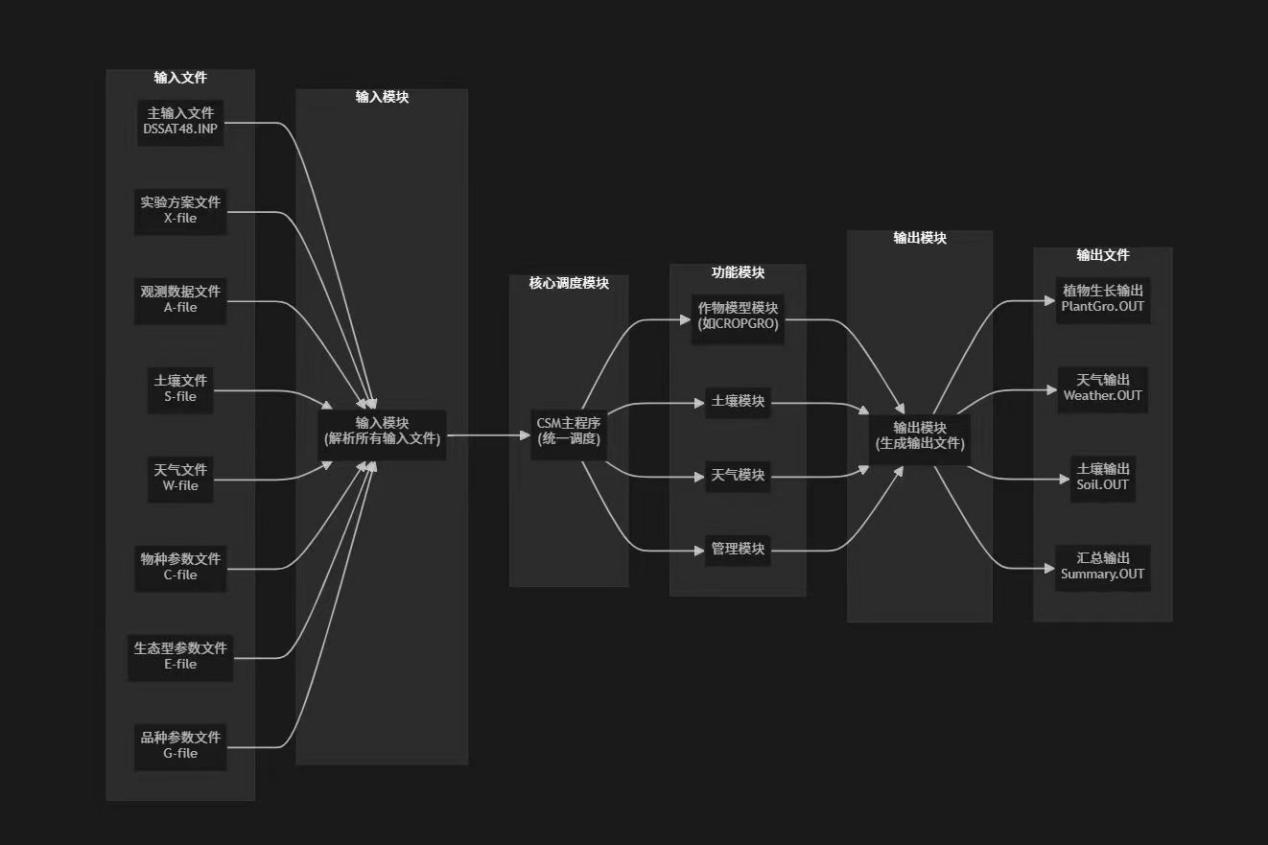 输入文件
主输入文件
DSSAT48.INP
实验方案文件
X-file
观测数据文件
A-file
土壤文件
S-file
天气文件
W-file
物种参数文件
C-file
生态型参数文件
E-file
品种参数文件
G-file
输入模块
输入模块
(解析所有输入文件)
核心调度模块
CSM主程序
(统一调度)
功能模块
作物模型模块
(如CROPGRO)
土壤模块
天气模块
管理模块
输出模块
输出模块
(生成输出文件)
输出文件
植物生长输出
PlantGro.OUT
天气输出
Weather.OUT
土壤输出
Soil.OUT
汇总输出
Summary.OUT